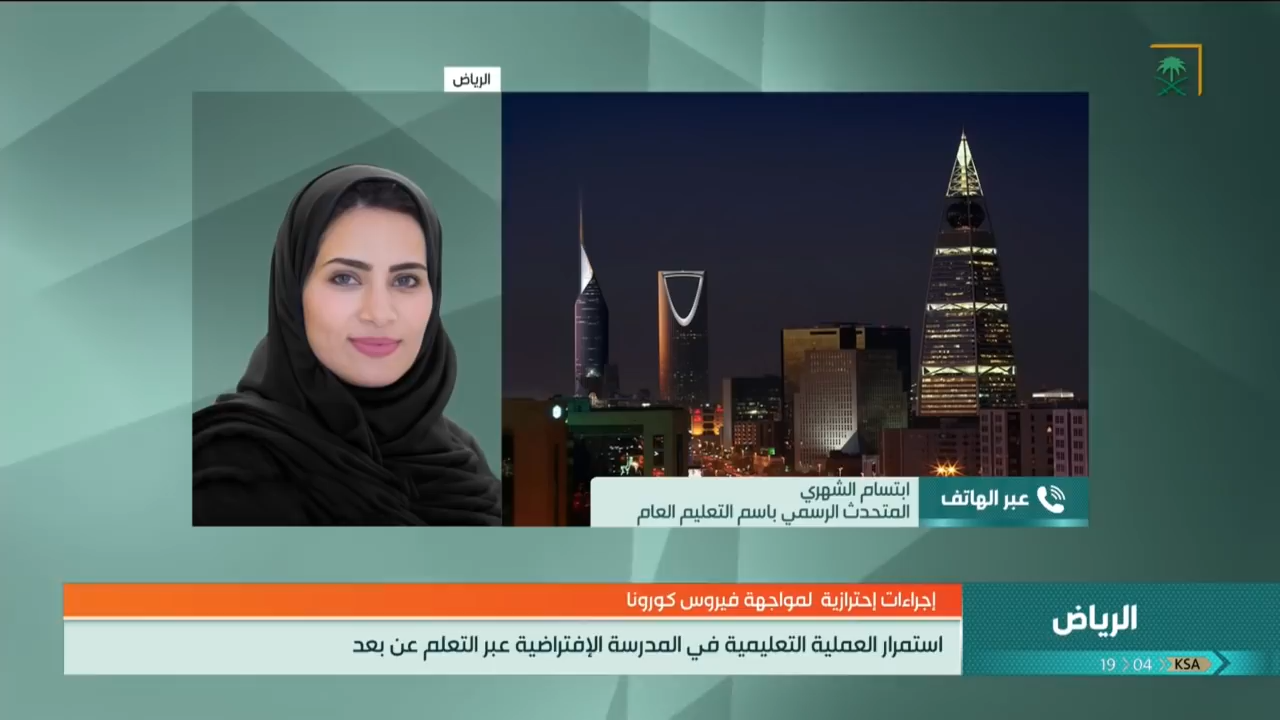 الرياض
عبر الهاتف
ابتسام الشهري
المتحدث الرسمي باسم التعليم العام
إجراءات إحترازية لمواجهة فيروس كورونا
استمرار العملية التعليمية في المدرسة الإفتراضية عبر التعلم عن بعد
الرياض
19 04 KSA